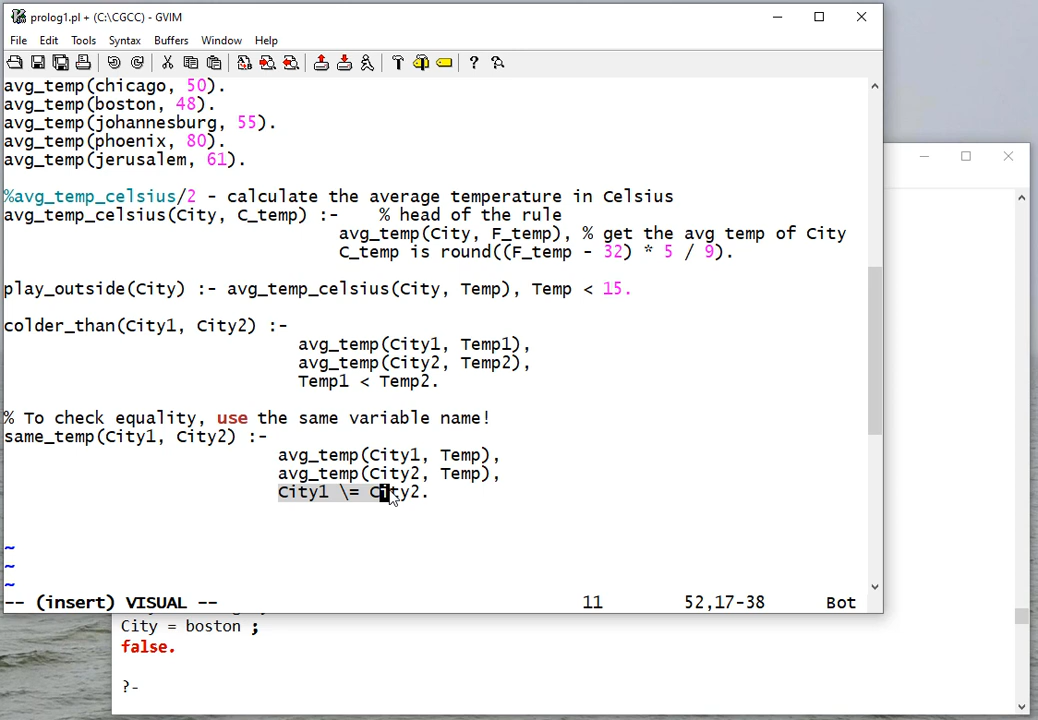 prolog1.pl + (C:\CGCC) - GVIM
File Edit Tools Syntax Buffers Window Help
avg_temp(chicago, 50).
avg_temp(boston, 48).
avg_temp(johannesburg, 55).
avg_temp(phoenix, 80).
avg_temp(jerusalem, 61).
%avg_temp_celsius/2 - calculate the average temperature in Celsius
avg_temp_celsius(City, C_temp) :- % head of the rule
avg_temp(City, F_temp), % get the avg temp of City
C_temp is round((F_temp - 32) * 5 / 9).
play_outside(City) :- avg_temp_celsius(City, Temp), Temp < 15.
colder_than(City1, City2) :-
avg_temp(City1, Temp1),
avg_temp(City2, Temp2),
Temp1 < Temp2.
% To check equality, use the same variable name!
same_temp(City1, City2) :-
avg_temp(City1, Temp),
avg_temp(City2, Temp),
City1 \= City2.
~
~
~
-- (insert) VISUAL -- 11 52,17-38 Bot
City = boston ;
false.
?-